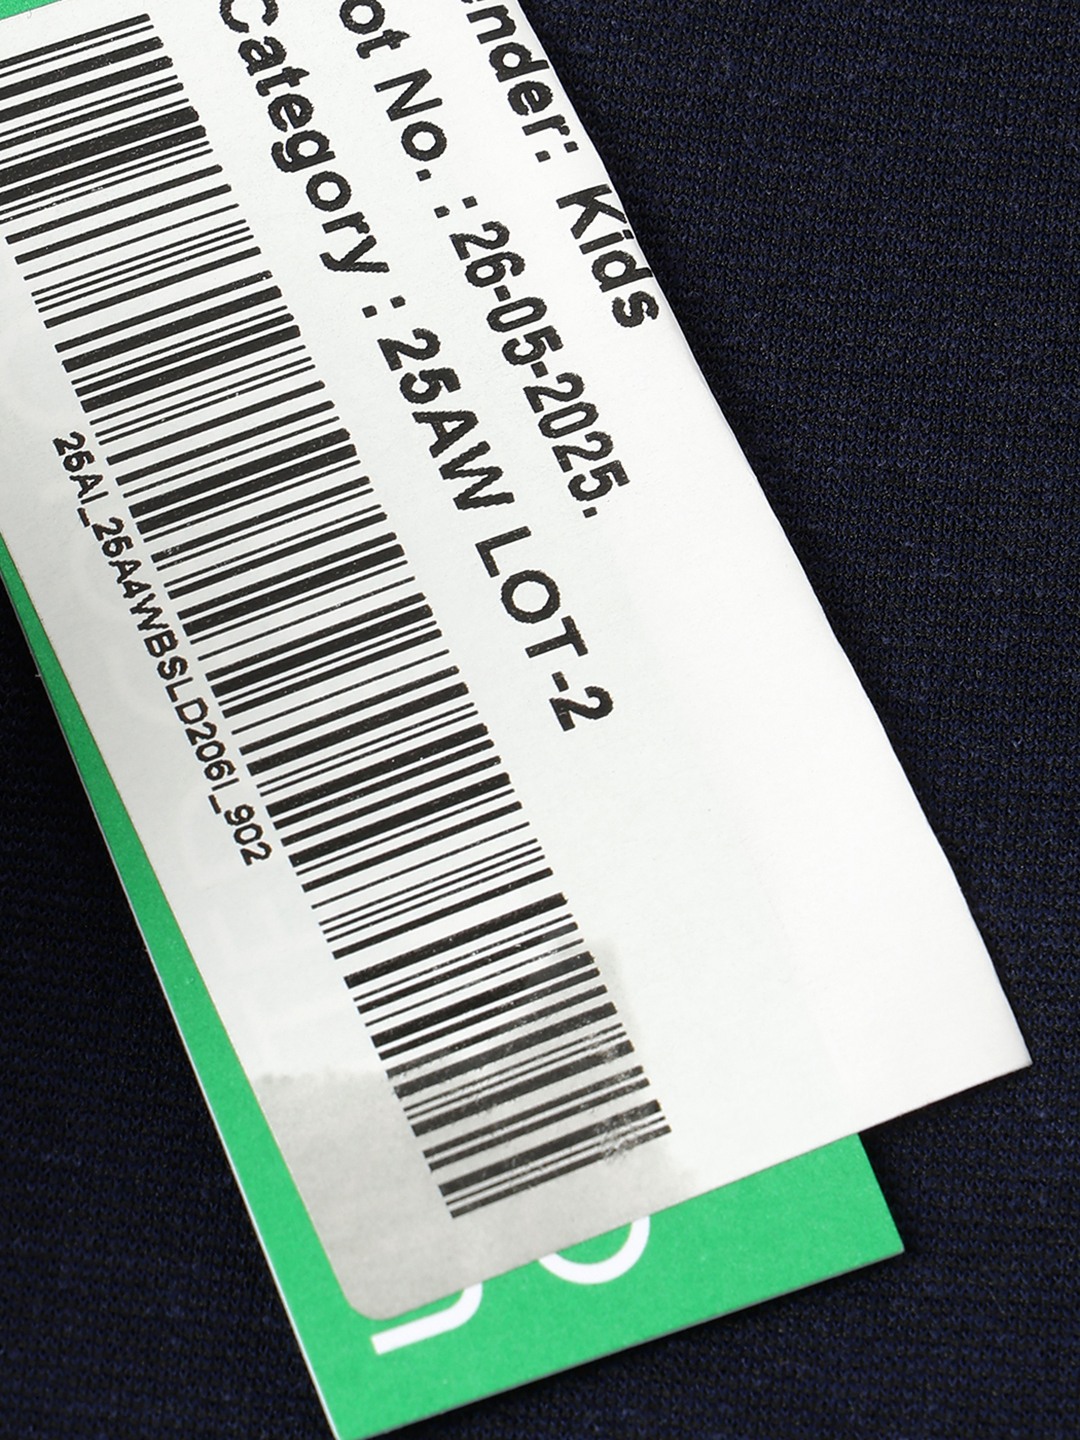 ender: Kids
ot No. : 26-05-2025.
Category : 25AW LOT-2
25AI_25A4WBSLD206I_902